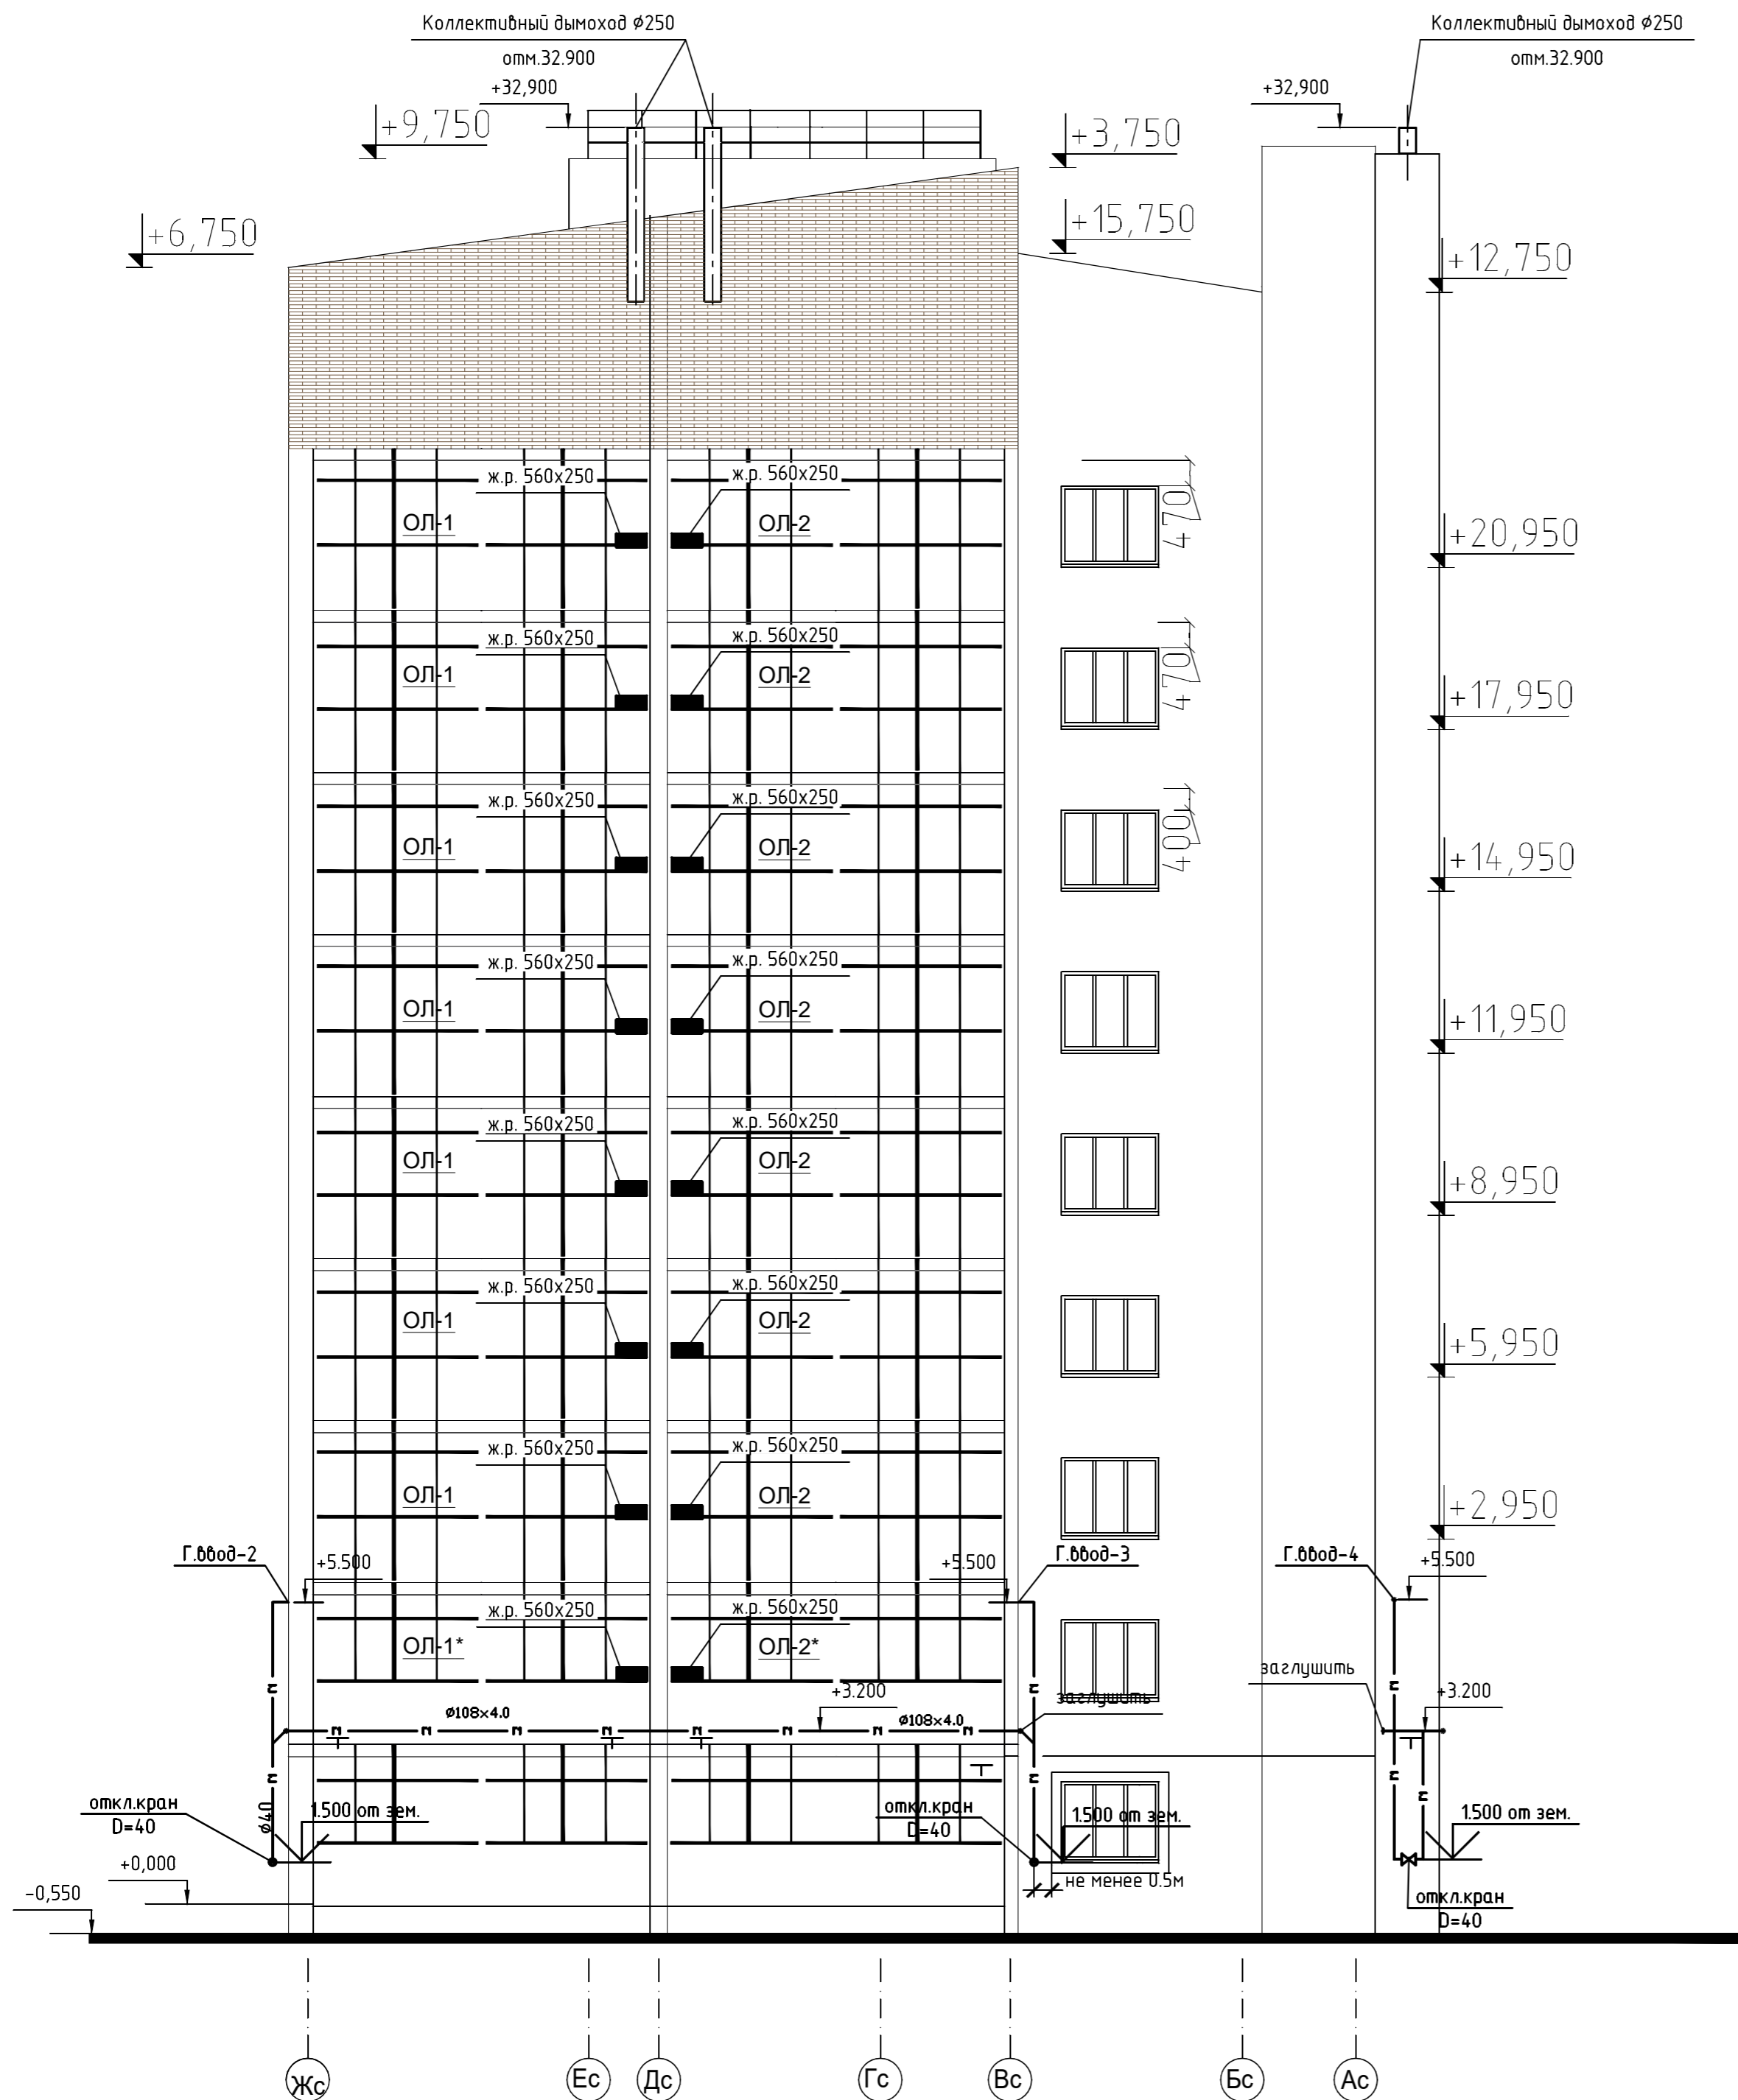 Коллективный дымоход Ø250
отм.32.900
Коллективный дымоход Ø250
отм.32.900
+32,900
+32,900
+9,750
+3,750
+6,750
+15,750
+12,750
ж.р. 560х250
ж.р. 560х250
ОЛ-1
ОЛ-2
470
+20,950
ж.р. 560х250
ж.р. 560х250
ОЛ-1
ОЛ-2
470
+17,950
ж.р. 560х250
ж.р. 560х250
ОЛ-1
ОЛ-2
400
+14,950
ж.р. 560х250
ж.р. 560х250
ОЛ-1
ОЛ-2
+11,950
ж.р. 560х250
ж.р. 560х250
ОЛ-1
ОЛ-2
+8,950
ж.р. 560х250
ж.р. 560х250
ОЛ-1
ОЛ-2
+5,950
ж.р. 560х250
ж.р. 560х250
ОЛ-1
ОЛ-2
+2,950
Г.ввод-2
+5.500
+5.500
Г.ввод-3
Г.ввод-4
+5.500
ж.р. 560х250
ж.р. 560х250
ОЛ-1*
ОЛ-2*
заглушить
+3.200
заглушить
+3.200
Ø108×4.0
Ø108×4.0
откл.кран
D=40
Ø40
1.500 от зем.
откл.кран
D=40
1.500 от зем.
1.500 от зем.
+0,000
не менее 0.5м
-0,550
откл.кран
D=40
Жс
Ес
Дс
Гс
Вс
Бс
Ас